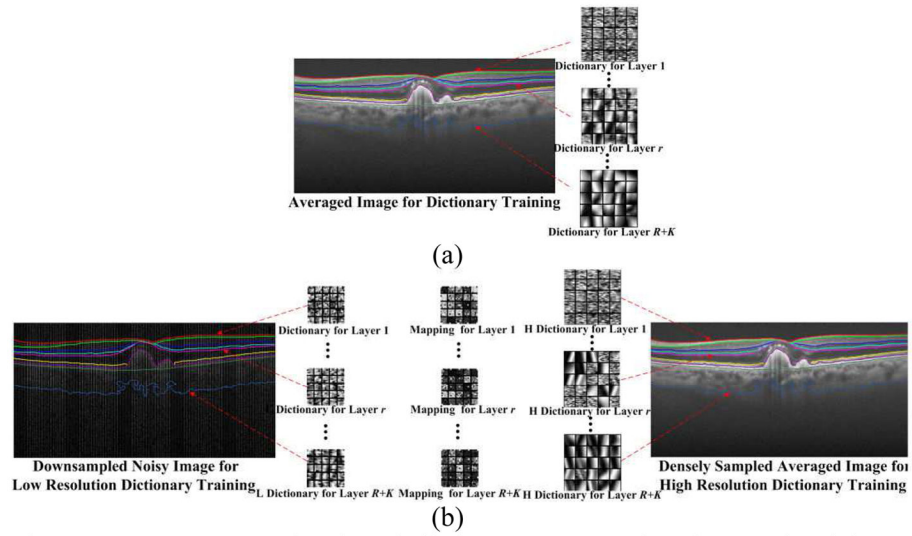 Dictionary for Layer 1
Dictionary for Layer r
Averaged Image for Dictionary Training
Dictionary for Layer R+K
(a)
Dictionary for Layer 1
Mapping for Layer 1
H Dictionary for Layer 1
Dictionary for Layer r
Mapping for Layer r
H Dictionary for Layer r
Downsampled Noisy Image for
Low Resolution Dictionary Training
L Dictionary for Layer R+K
Mapping for Layer R+K
H Dictionary for Layer R+K
Densely Sampled Averaged Image for
High Resolution Dictionary Training
(b)